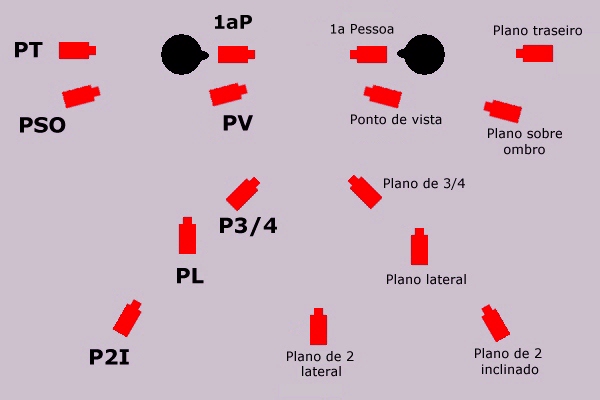 1aP
1a Pessoa
Plano traseiro
PT
PSO
PV
Ponto de vista
Plano sobre
ombro
Plano de 3/4
P3/4
PL
Plano lateral
P2I
Plano de 2
lateral
Plano de 2
inclinado